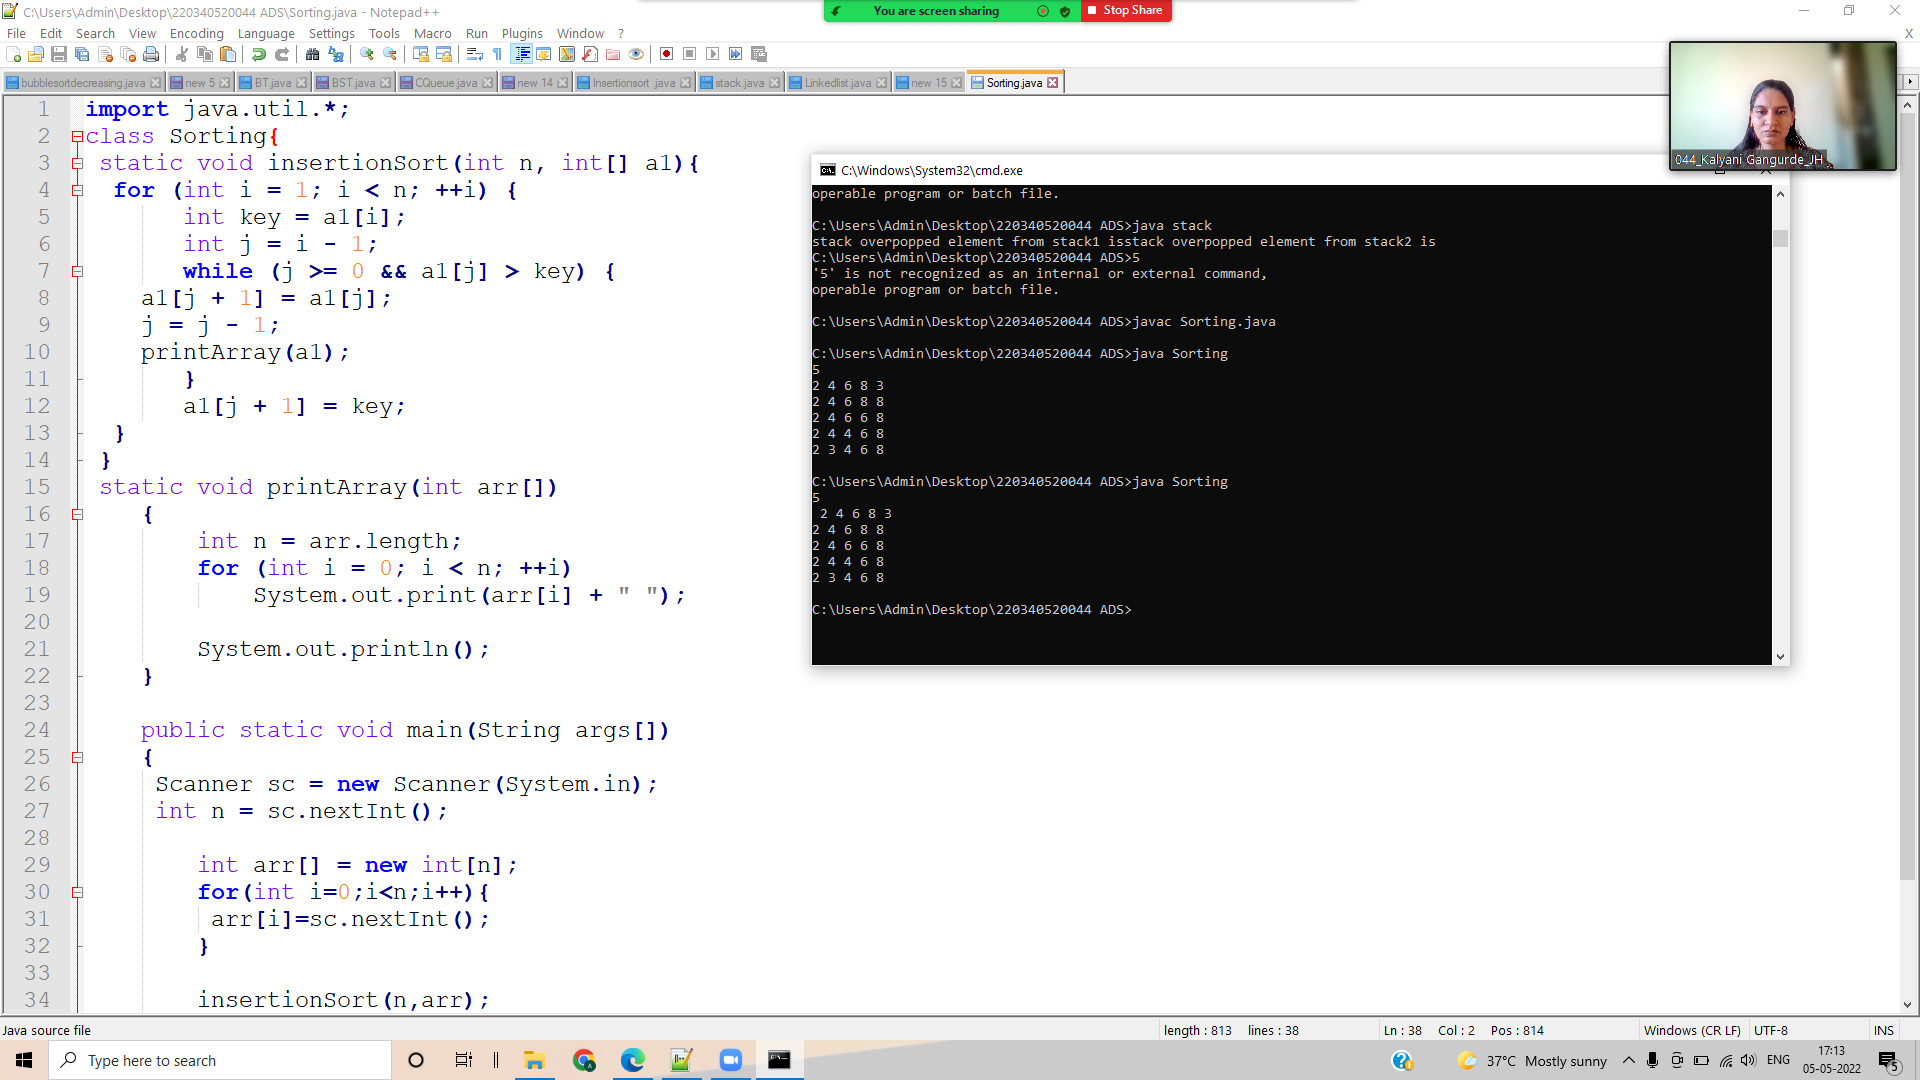 C:\Users\Admin\Desktop\220340520044 ADS\Sorting.java - Notepad++
You are screen sharing
Stop Share
File Edit Search View Encoding Language Settings Tools Macro Run Plugins Window ?
X
bubblesortdecreasing.java new 5 BT.java BST.java CQueue.java new 14 Insertionsort .java stack.java Linkedlist.java new 15 Sorting.java
1 import java.util.*;
2 class Sorting{
3 static void insertionSort(int n, int[] a1){
4 for (int i = 1; i < n; ++i) {
5 int key = a1[i];
6 int j = i - 1;
7 while (j >= 0 && a1[j] > key) {
8 a1[j + 1] = a1[j];
9 j = j - 1;
10 printArray(a1);
11 }
12 a1[j + 1] = key;
13 }
14 }
15 static void printArray(int arr[])
16 {
17 int n = arr.length;
18 for (int i = 0; i < n; ++i)
19 System.out.print(arr[i] + " ");
20
21 System.out.println();
22 }
23
24 public static void main(String args[])
25 {
26 Scanner sc = new Scanner(System.in);
27 int n = sc.nextInt();
28
29 int arr[] = new int[n];
30 for(int i=0;i<n;i++){
31 arr[i]=sc.nextInt();
32 }
33
34 insertionSort(n,arr);
044_Kalyani Gangurde_JH
C:\Windows\System32\cmd.exe
operable program or batch file.
C:\Users\Admin\Desktop\220340520044 ADS>java stack
stack overpopped element from stack1 isstack overpopped element from stack2 is
C:\Users\Admin\Desktop\220340520044 ADS>5
'5' is not recognized as an internal or external command,
operable program or batch file.
C:\Users\Admin\Desktop\220340520044 ADS>javac Sorting.java
C:\Users\Admin\Desktop\220340520044 ADS>java Sorting
5
2 4 6 8 3
2 4 6 8 8
2 4 6 6 8
2 4 4 6 8
2 3 4 6 8
C:\Users\Admin\Desktop\220340520044 ADS>java Sorting
5
2 4 6 8 3
2 4 6 8 8
2 4 6 6 8
2 4 4 6 8
2 3 4 6 8
C:\Users\Admin\Desktop\220340520044 ADS>
Java source file
length : 813 lines : 38
Ln : 38 Col : 2 Pos : 814
Windows (CR LF)
UTF-8
INS
Type here to search
37°C Mostly sunny
ENG
17:13
05-05-2022
5